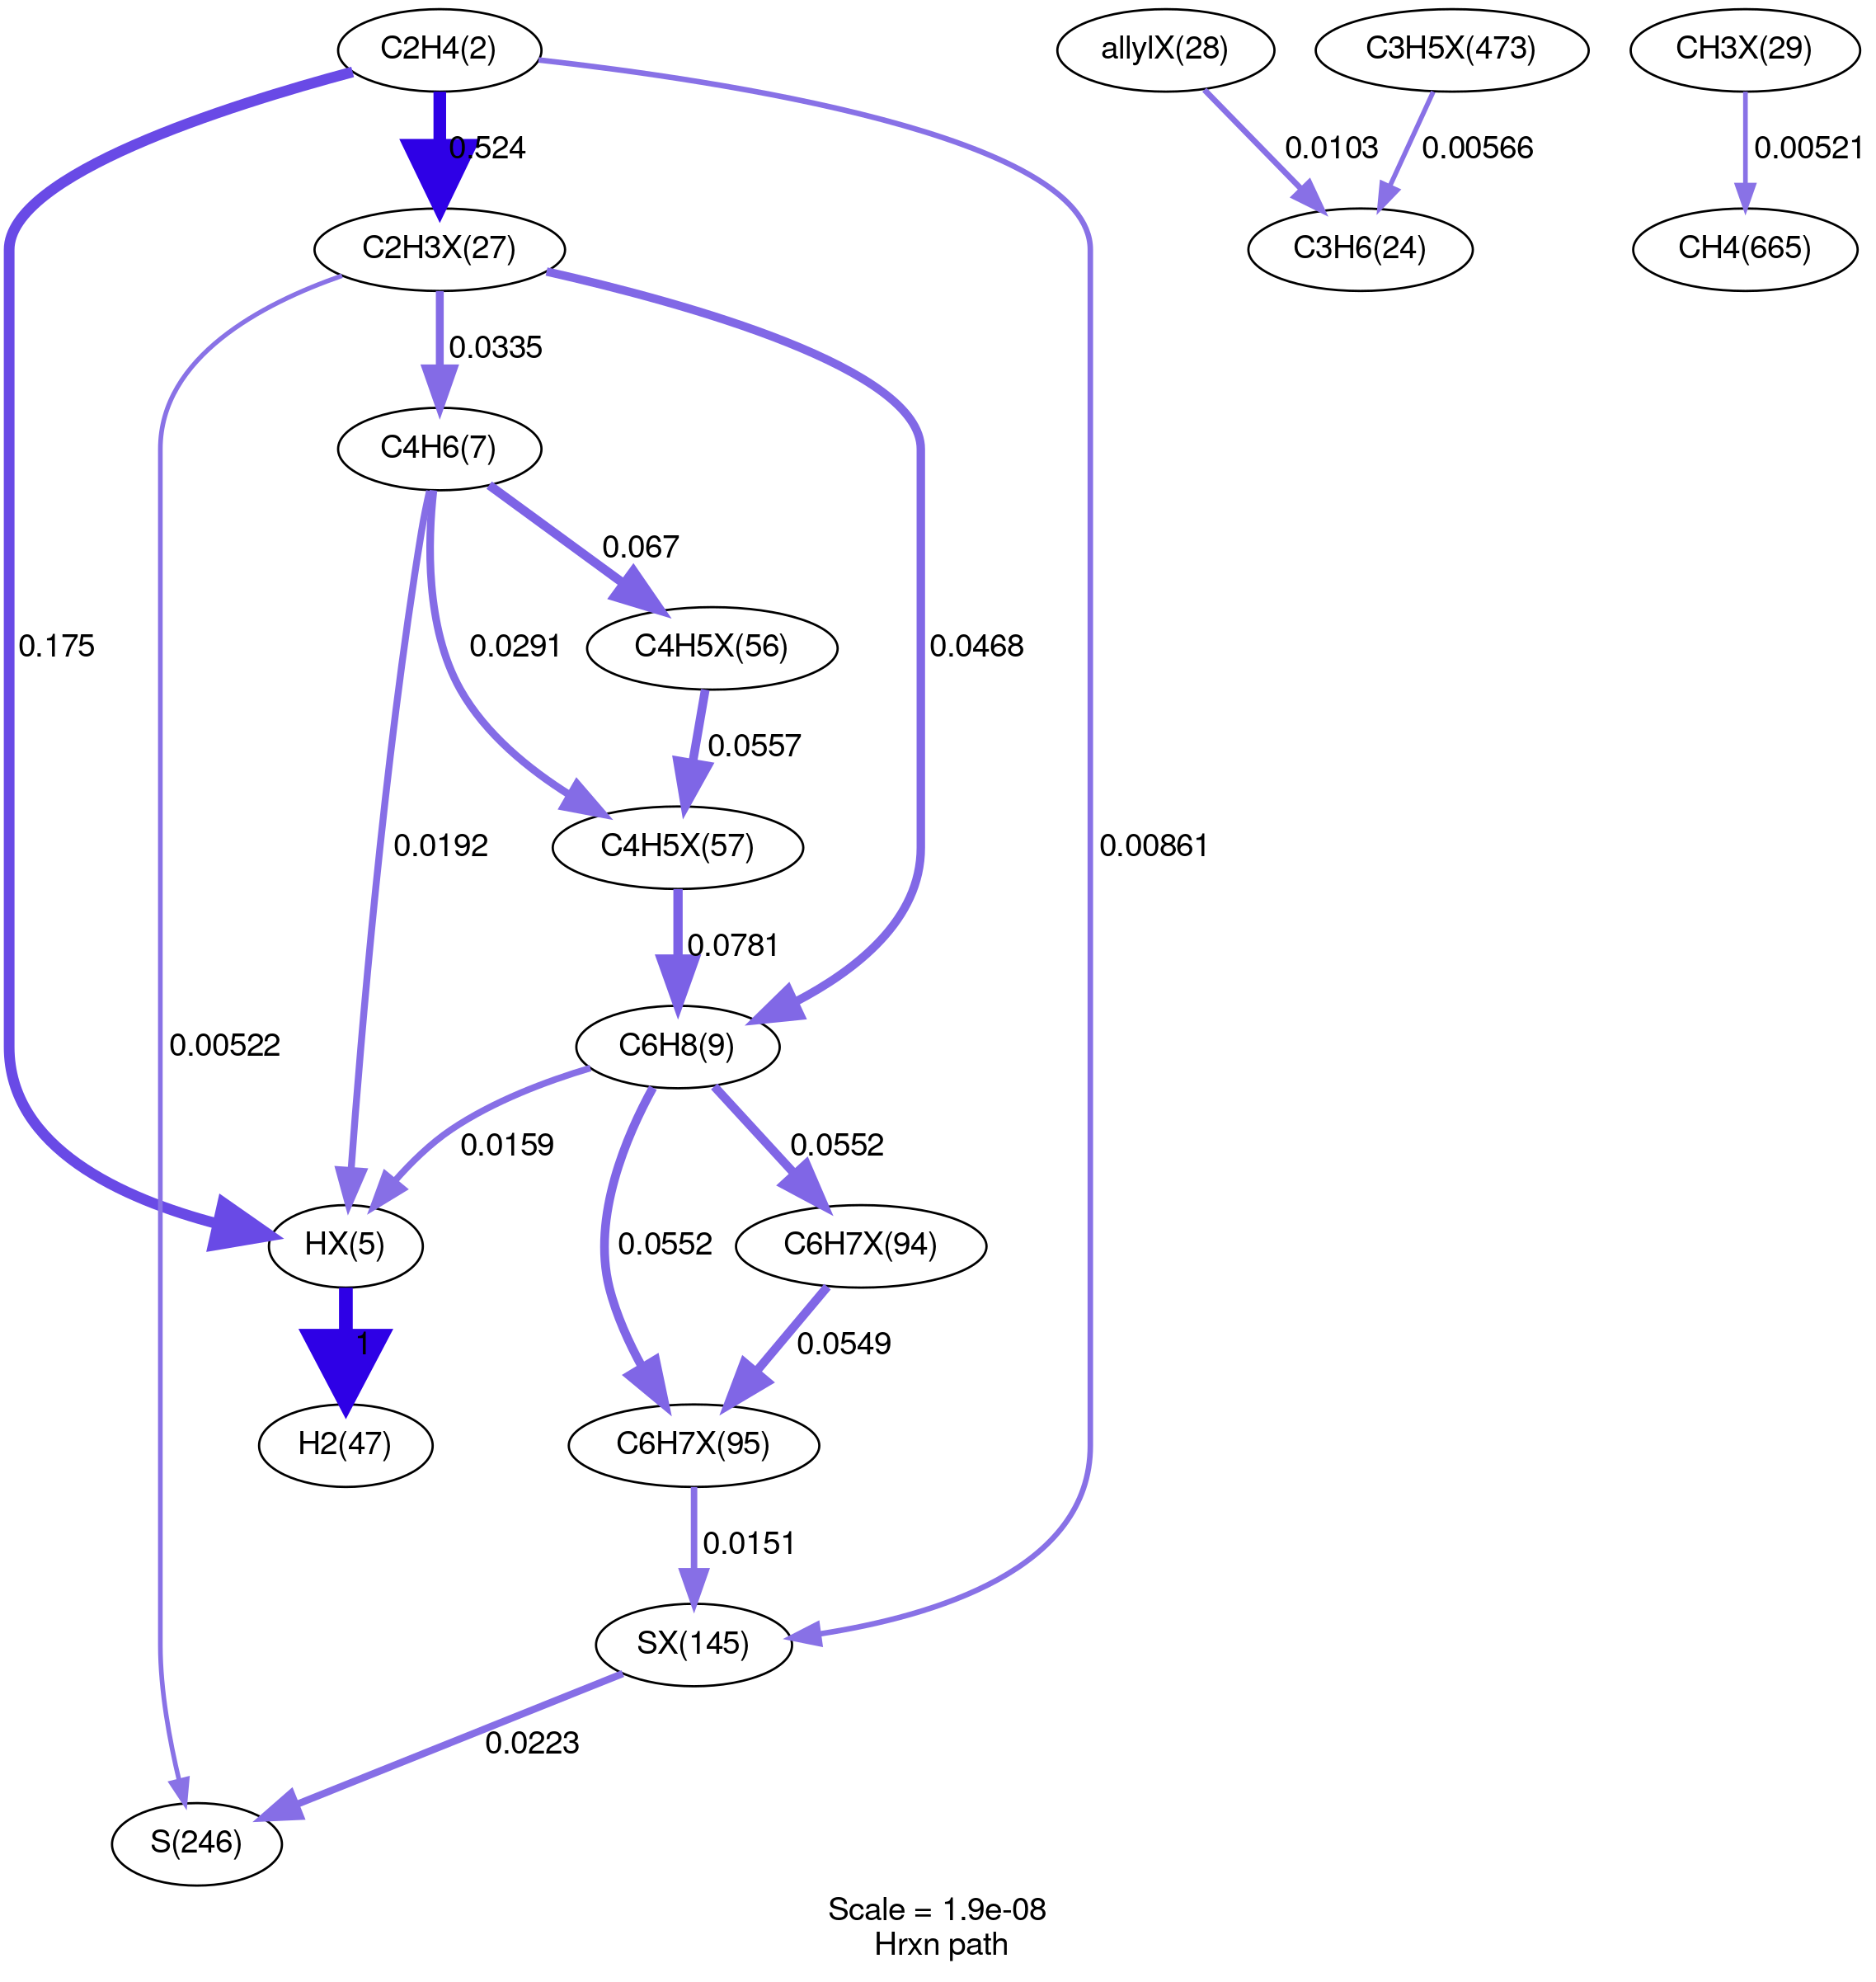 C2H4(2)
allylX(28)
C3H5X(473)
CH3X(29)
0.524
0.0103
0.00566
0.00521
C2H3X(27)
C3H6(24)
CH4(665)
0.0335
C4H6(7)
0.067
0.175
0.0291
C4H5X(56)
0.0468
0.0557
0.0192
C4H5X(57)
0.00861
0.0781
0.00522
C6H8(9)
0.0159
0.0552
HX(5)
0.0552
C6H7X(94)
1
0.0549
H2(47)
C6H7X(95)
0.0151
SX(145)
0.0223
S(246)
Scale = 1.9e-08
Hrxn path